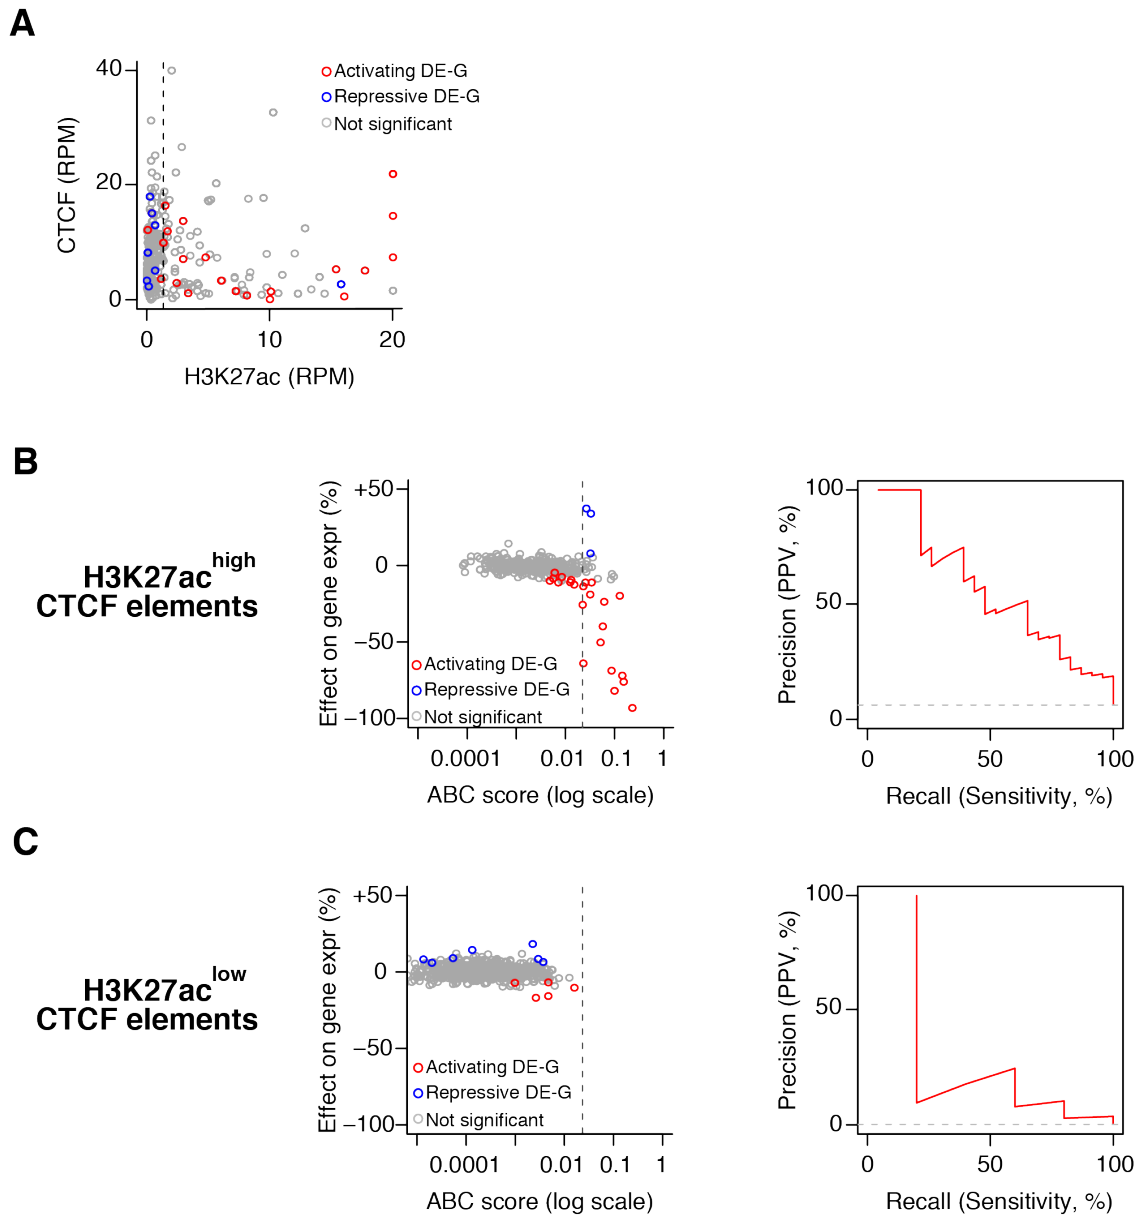 A
40
20
0
CTCF (RPM)
Activating DE-G
Repressive DE-G
Not significant
0 10 20
H3K27ac (RPM)
B
H3K27ac^high
CTCF elements
+50
0
−50
−100
Effect on gene expr (%)
Activating DE-G
Repressive DE-G
Not significant
0.0001 0.01 0.1 1
ABC score (log scale)
100
50
0
Precision (PPV, %)
0 50 100
Recall (Sensitivity, %)
C
H3K27ac^low
CTCF elements
+50
0
−50
−100
Effect on gene expr (%)
Activating DE-G
Repressive DE-G
Not significant
0.0001 0.01 0.1 1
ABC score (log scale)
100
50
0
Precision (PPV, %)
0 50 100
Recall (Sensitivity, %)